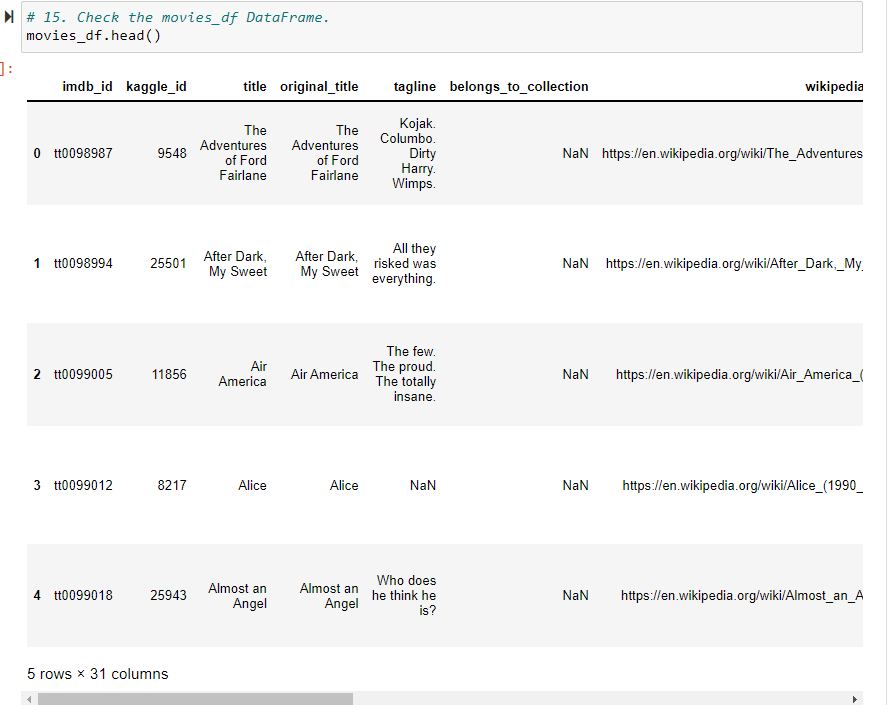 # 15. Check the movies_df DataFrame.
movies_df.head()
]:
imdb_id kaggle_id title original_title tagline belongs_to_collection wikipedia
0 tt0098987 9548 The Adventures of Ford Fairlane The Adventures of Ford Fairlane Kojak. Columbo. Dirty Harry. Wimps. NaN https://en.wikipedia.org/wiki/The_Adventures
1 tt0098994 25501 After Dark, My Sweet After Dark, My Sweet All they risked was everything. NaN https://en.wikipedia.org/wiki/After_Dark,_My_
2 tt0099005 11856 Air America Air America The few. The proud. The totally insane. NaN https://en.wikipedia.org/wiki/Air_America_(
3 tt0099012 8217 Alice Alice NaN NaN https://en.wikipedia.org/wiki/Alice_(1990_
4 tt0099018 25943 Almost an Angel Almost an Angel Who does he think he is? NaN https://en.wikipedia.org/wiki/Almost_an_A
5 rows × 31 columns